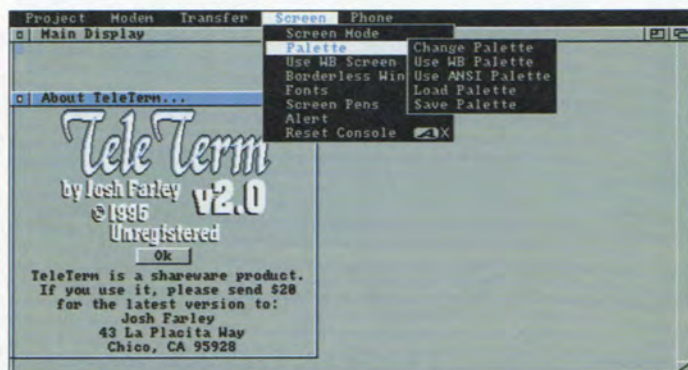 Project Modem Transfer Screen Phone
Main Display
Screen Mode
Palette
Use WB Screen
Borderless Win
Fonts
Screen Pens
Alert
Reset Console A X
Change Palette
Use WB Palette
Use ANSI Palette
Load Palette
Save Palette
About TeleTerm...
Tele Term
by Josh Farley v2.0
© 1995
Unregistered
Ok
TeleTerm is a shareware product.
If you use it, please send $20
for the latest version to:
Josh Farley
43 La Placita Way
Chico, CA 95928